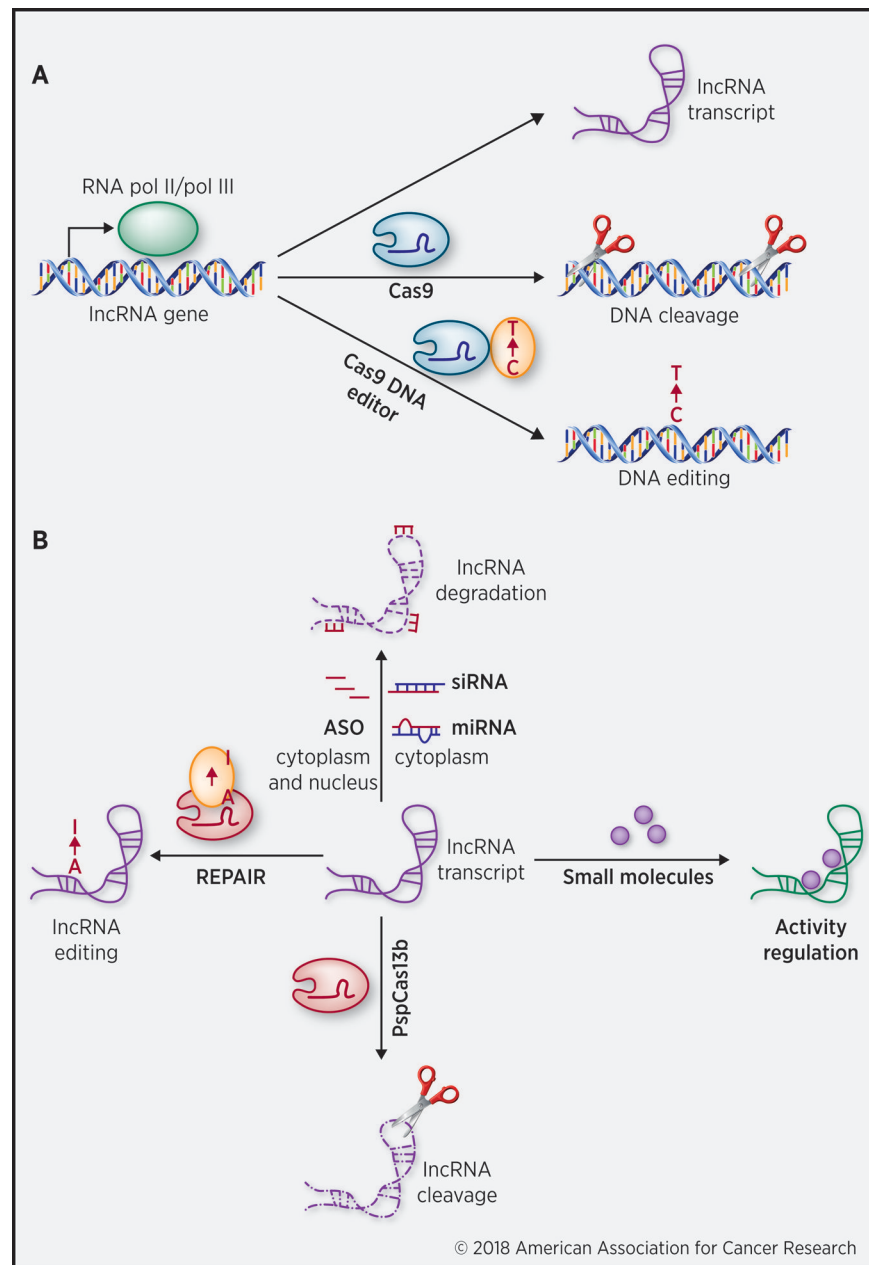 A
lncRNA
transcript
RNA pol II/pol III
lncRNA gene
Cas9
DNA cleavage
T
C
Cas9 DNA
editor
T
C
DNA editing
B
lncRNA
degradation
siRNA
ASO
miRNA
cytoplasm
and nucleus
cytoplasm
I
A
I
A
REPAIR
lncRNA
editing
lncRNA
transcript
Small molecules
Activity
regulation
PspCas13b
lncRNA
cleavage
© 2018 American Association for Cancer Research